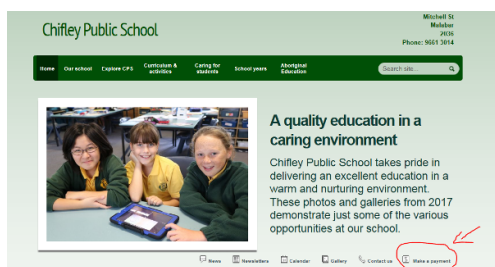 Chifley Public School
Mitchell St
Malabar
2036
Phone: 9661 3014
Home Our school Explore CPS Curriculum & activities Caring for students School years Aboriginal Education Search site...
A quality education in a
caring environment
Chifley Public School takes pride in
delivering an excellent education in a
warm and nurturing environment.
These photos and galleries from 2017
demonstrate just some of the various
opportunities at our school.
News Newsletters Calendar Gallery Contact us Make a payment